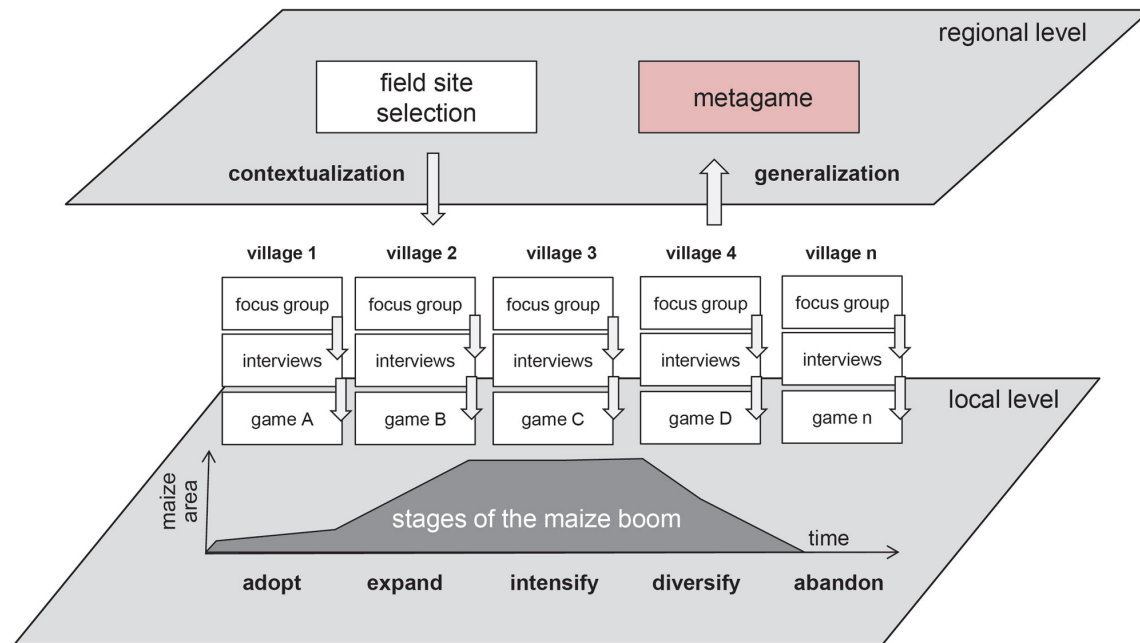 regional level
field site
selection
metagame
contextualization
generalization
village 1
village 2
village 3
village 4
village n
focus group
focus group
focus group
focus group
focus group
interviews
interviews
interviews
interviews
interviews
local level
game A
game B
game C
game D
game n
maize
area
stages of the maize boom
time
adopt
expand
intensify
diversify
abandon